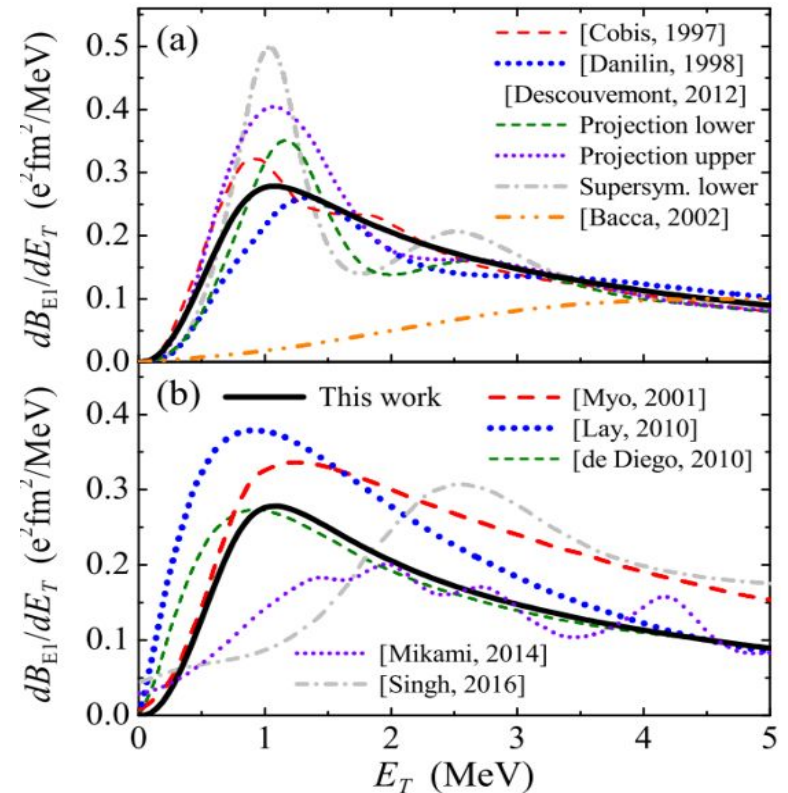 (a)
[Cobis, 1997]
[Danilin, 1998]
[Descouvemont, 2012]
Projection lower
Projection upper
Supersym. lower
[Bacca, 2002]
dB_E1/dE_T (e²fm²/MeV)
0.5
0.4
0.3
0.2
0.1
0.0
(b)
This work
[Myo, 2001]
[Lay, 2010]
[de Diego, 2010]
[Mikami, 2014]
[Singh, 2016]
dB_E1/dE_T (e²fm²/MeV)
0.4
0.3
0.2
0.1
0.0
0 1 2 3 4 5
E_T (MeV)